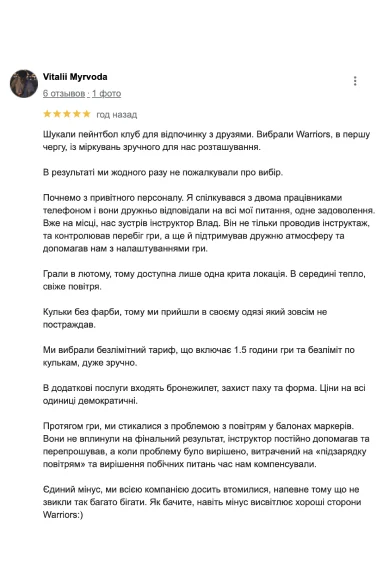 Vitalii Myrvoda
6 отзывов · 1 фото
год назад
Шукали пейнтбол клуб для відпочинку з друзями. Вибрали Warriors, в першу
чергу, із міркувань зручного для нас розташування.
В результаті ми жодного разу не пожалкували про вибір.
Почнемо з привітного персоналу. Я спілкувався з двома працівниками
телефоном і вони дружньо відповідали на всі мої питання, одне задоволення.
Вже на місці, нас зустрів інструктор Влад. Він не тільки проводив інструктаж,
та контролював перебіг гри, а ще й підтримував дружню атмосферу та
допомагав нам з налаштуваннями гри.
Грали в лютому, тому доступна лише одна крита локація. В середині тепло,
свіже повітря.
Кульки без фарби, тому ми прийшли в своєму одязі який зовсім не
постраждав.
Ми вибрали безлімітний тариф, що включає 1.5 години гри та безліміт по
кулькам, дуже зручно.
В додаткові послуги входять бронежилет, захист паху та форма. Ціни на всі
одиниці демократичні.
Протягом гри, ми стикалися з проблемою з повітрям у балонах маркерів.
Вони не вплинули на фінальний результат, інструктор постійно допомагав та
перепрошував, а коли проблему було вирішено, витрачений на «підзарядку
повітрям» та вирішення побічних питань час нам компенсували.
Єдиний мінус, ми всією компанією досить втомилися, напевне тому що не
звикли так багато бігати. Як бачите, навіть мінус висвітлює хороші сторони
Warriors:)